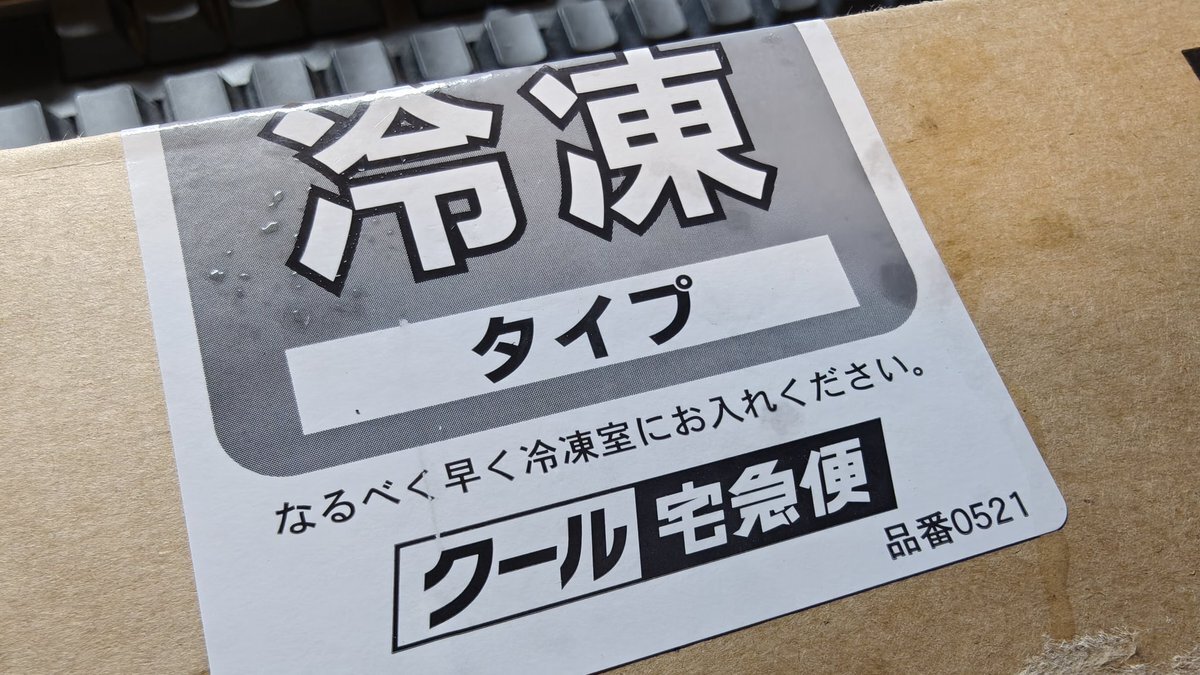 冷凍
タイプ
なるべく早く冷凍室にお入れください。
クール宅急便
品番0521